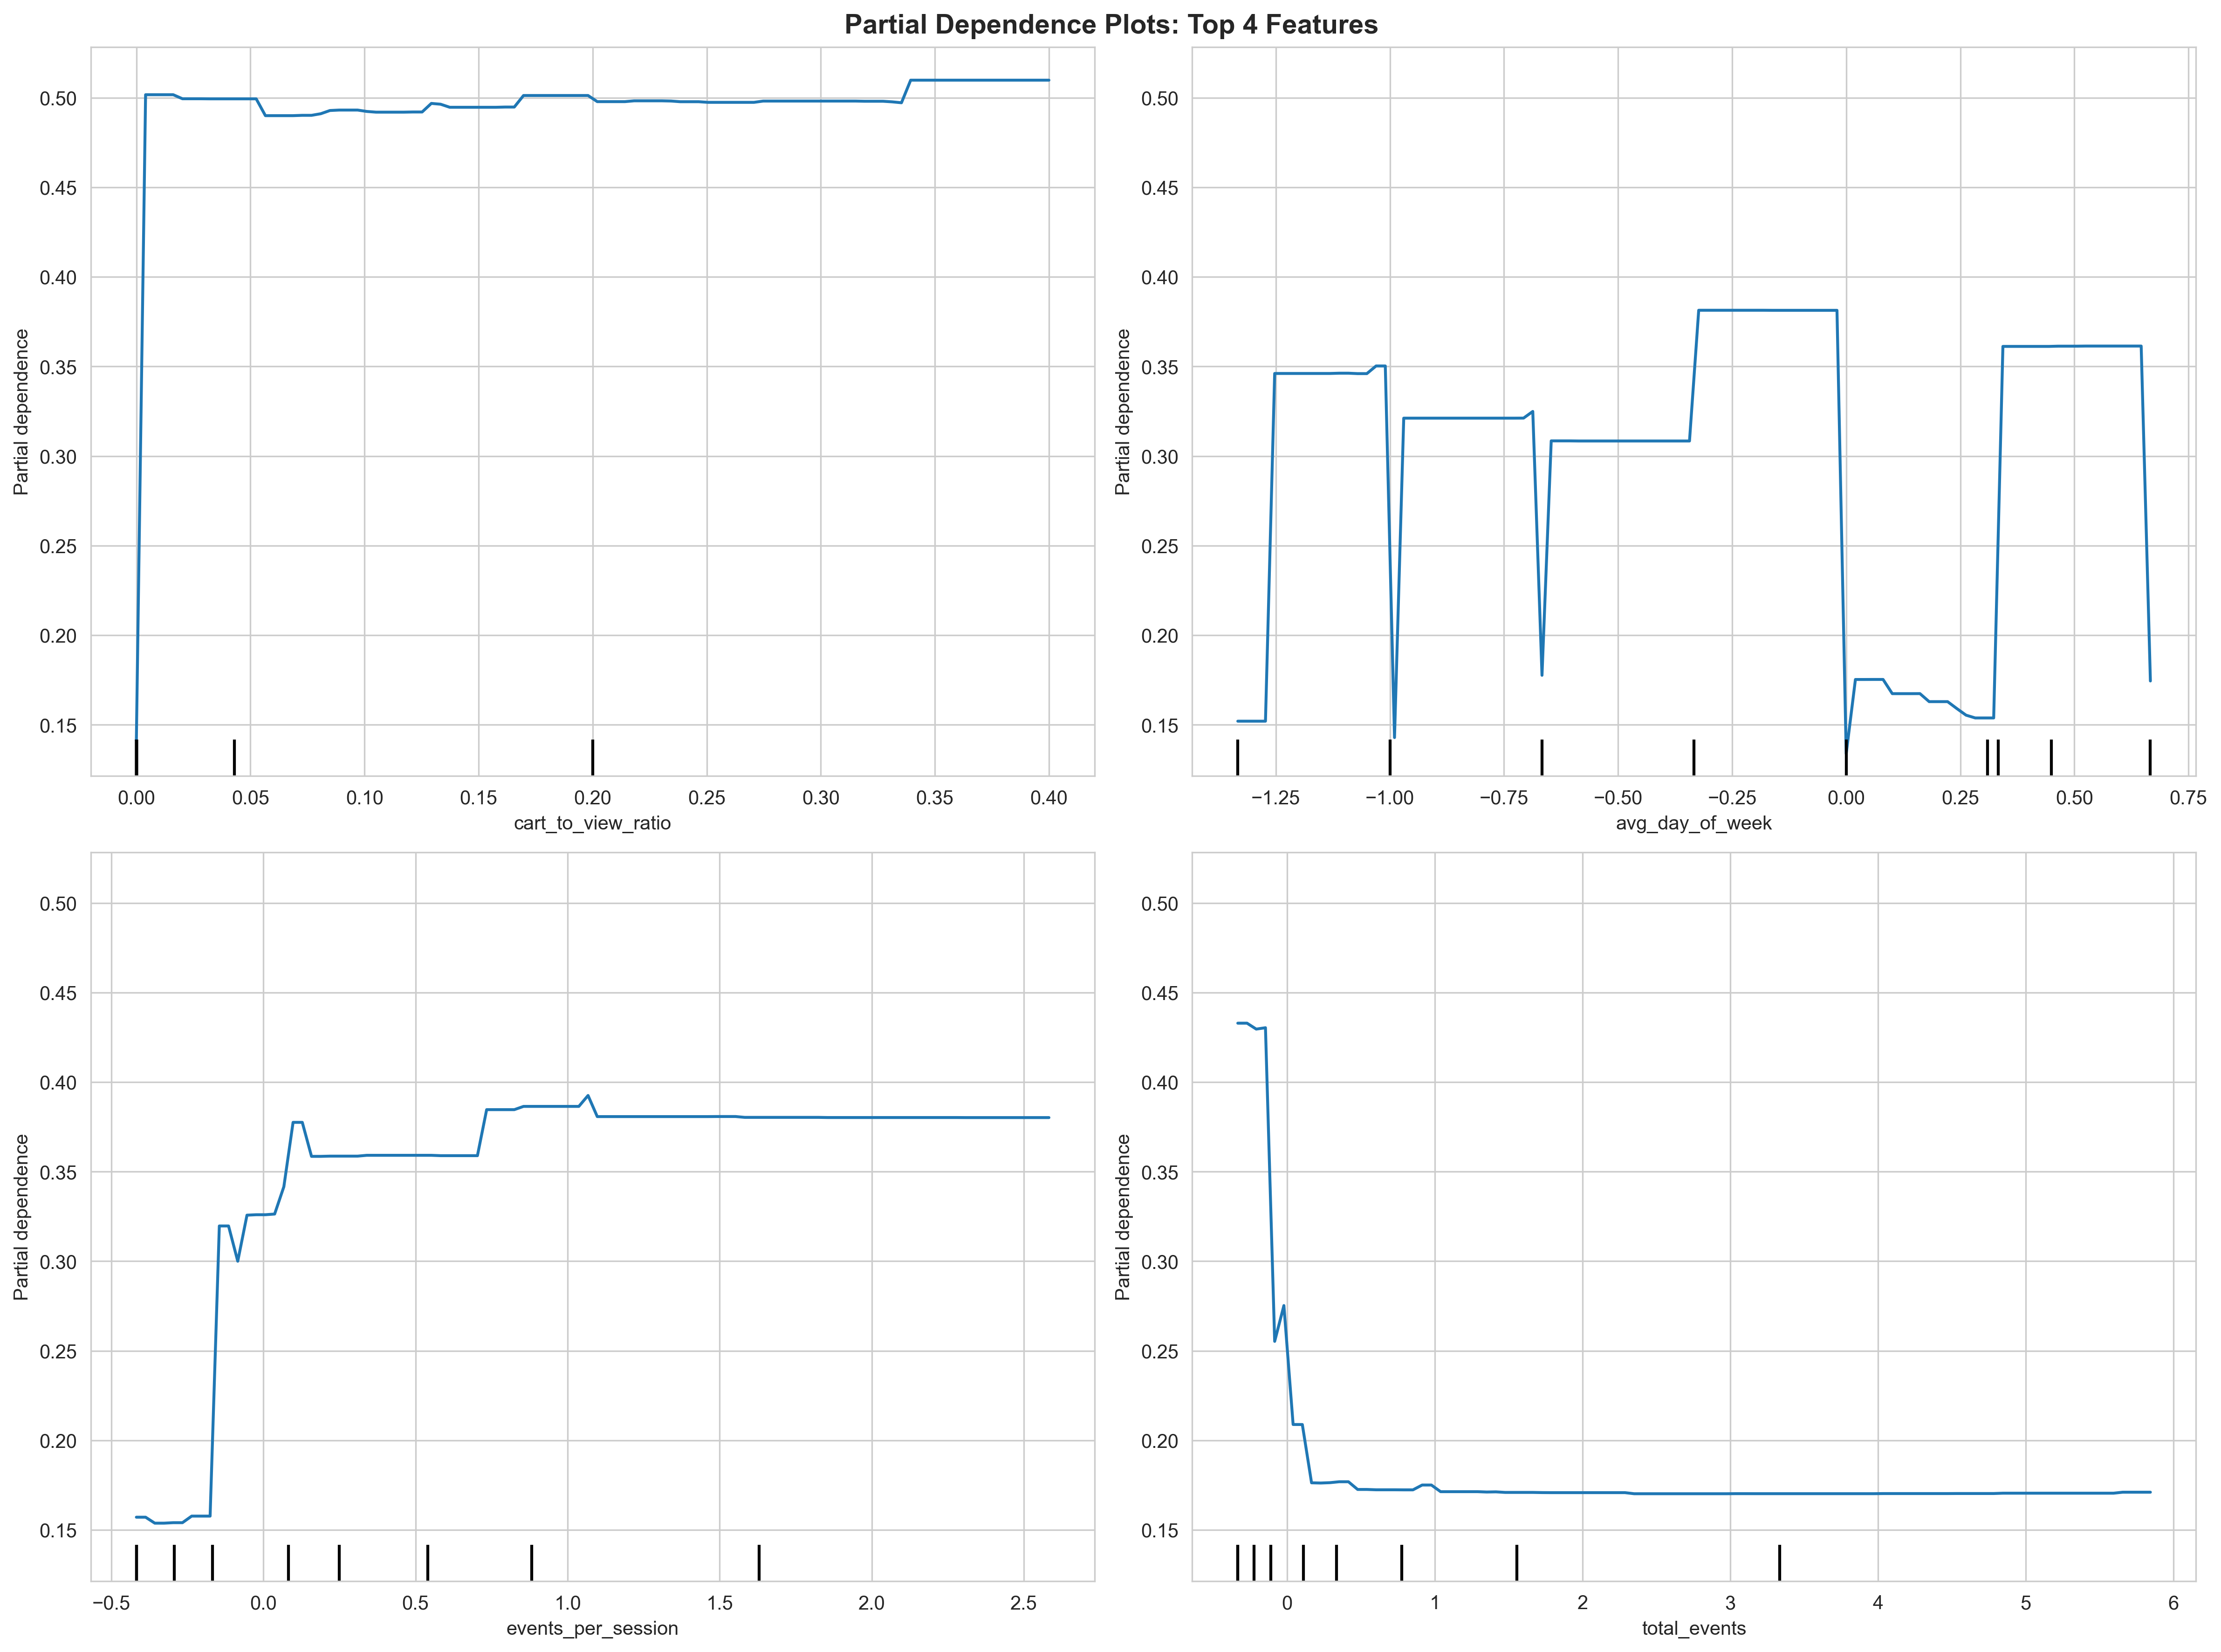 Partial Dependence Plots: Top 4 Features
Partial dependence
0.50
0.45
0.40
0.35
0.30
0.25
0.20
0.15
0.00 0.05 0.10 0.15 0.20 0.25 0.30 0.35 0.40
cart_to_view_ratio
Partial dependence
0.50
0.45
0.40
0.35
0.30
0.25
0.20
0.15
−1.25 −1.00 −0.75 −0.50 −0.25 0.00 0.25 0.50 0.75
avg_day_of_week
Partial dependence
0.50
0.45
0.40
0.35
0.30
0.25
0.20
0.15
−0.5 0.0 0.5 1.0 1.5 2.0 2.5
events_per_session
Partial dependence
0.50
0.45
0.40
0.35
0.30
0.25
0.20
0.15
0 1 2 3 4 5 6
total_events